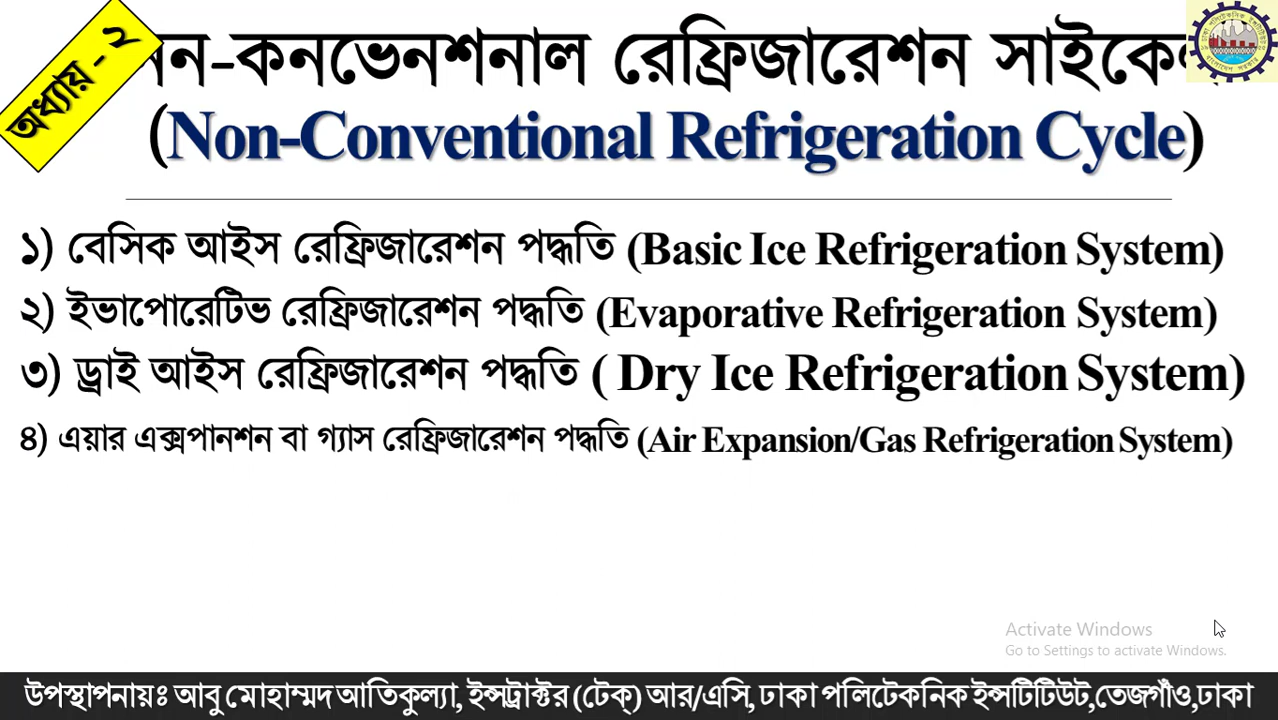 অধ্যায় - ২
নন-কনভেনশনাল রেফ্রিজারেশন সাইকেল
(Non-Conventional Refrigeration Cycle)
১) বেসিক আইস রেফ্রিজারেশন পদ্ধতি (Basic Ice Refrigeration System)
২) ইভাপোরেটিভ রেফ্রিজারেশন পদ্ধতি (Evaporative Refrigeration System)
৩) ড্রাই আইস রেফ্রিজারেশন পদ্ধতি ( Dry Ice Refrigeration System)
৪) এয়ার এক্সপানশন বা গ্যাস রেফ্রিজারেশন পদ্ধতি (Air Expansion/Gas Refrigeration System)
Activate Windows
Go to Settings to activate Windows.
উপস্থাপনায়ঃ আবু মোহাম্মদ আতিকুল্যা, ইন্সট্রাক্টর (টেক্) আর/এসি, ঢাকা পলিটেকনিক ইন্সটিটিউট,তেজগাঁও,ঢাকা